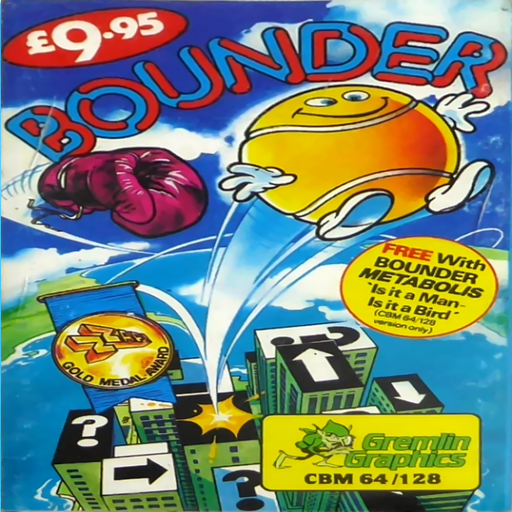 £9.95
BOUNDER
FREE With
BOUNDER
METABOLIS
"Is it a Man-
Is it a Bird"
(CBM 64/128
version only)
ZZAP
GOLD MEDAL AWARD
?
?
?
Gremlin
Graphics
CBM 64/128